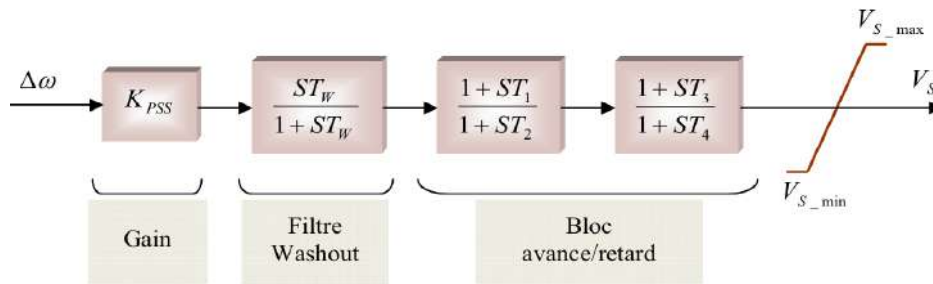 Δω
K_PSS
ST_W / 1 + ST_W
1 + ST_1 / 1 + ST_2
1 + ST_3 / 1 + ST_4
V_S_max
V_S
V_S_min
Gain
Filtre
Washout
Bloc
avance/retard